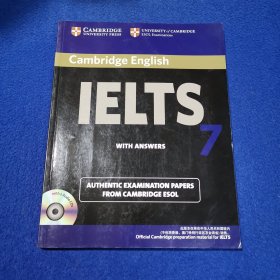 CAMBRIDGE
UNIVERSITY PRESS
UNIVERSITY of CAMBRIDGE
ESOL Examinations
Cambridge English
IELTS 7
WITH ANSWERS
AUTHENTIC EXAMINATION PAPERS
FROM CAMBRIDGE ESOL
Official Cambridge preparation material for IELTS